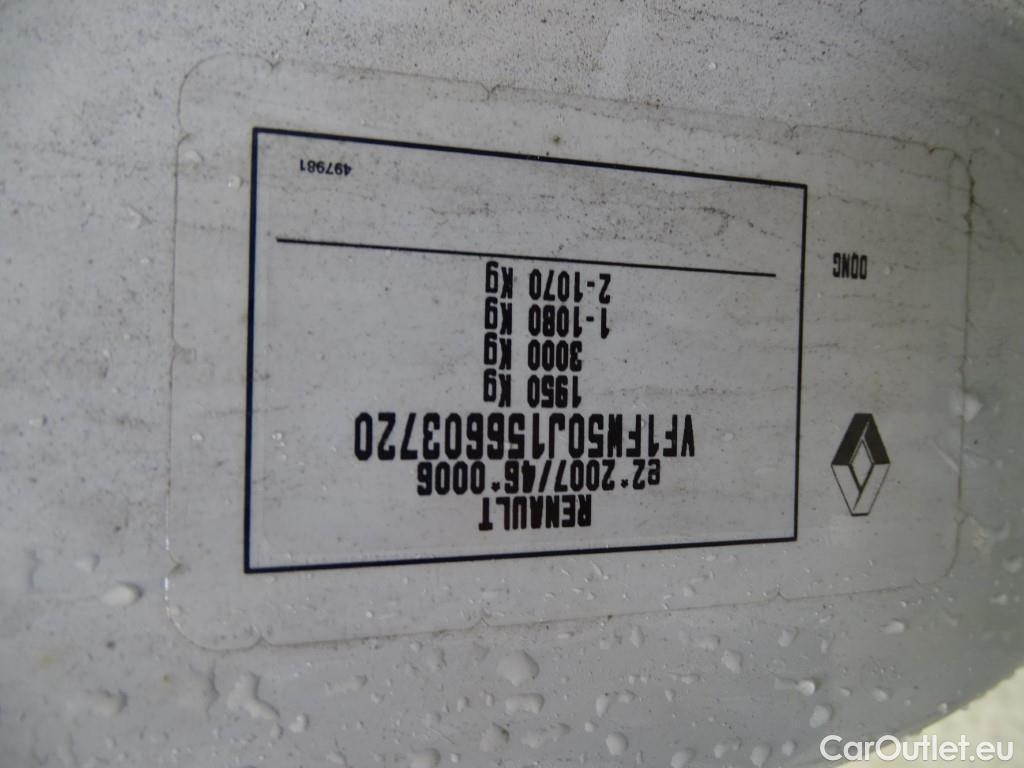 RENAULT
e2*2007/46*0006
VF1FW50J156603720
1950 Kg
3000 Kg
1-1080 Kg
2-1070 Kg
497981
DQNG
CarOutlet.eu